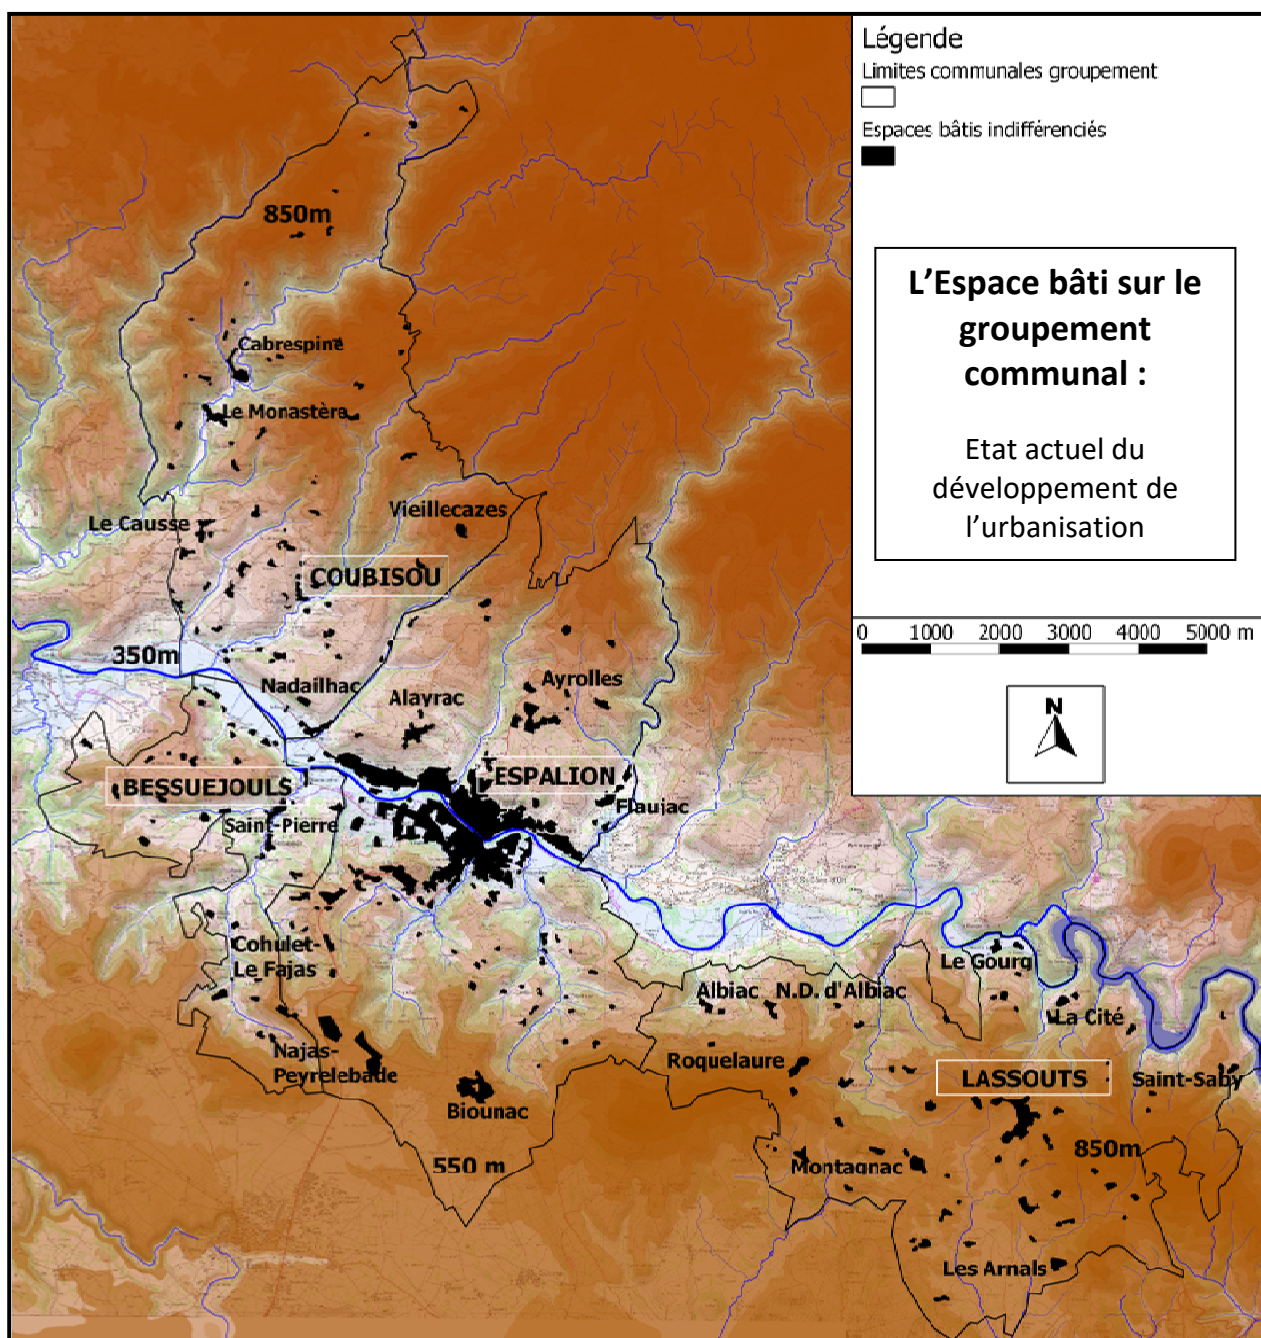 Légende
Limites communales groupement
Espaces bâtis indifférenciés
L'Espace bâti sur le
groupement
communal :
Etat actuel du
développement de
l'urbanisation
0 1000 2000 3000 4000 5000 m
N
850m
Cabrespine
Le Monastère
Le Causse
Vieillecazes
COUBISOU
350m
Nadailhac
Alayrac
Ayrolles
BESSUEJOULS
ESPALION
Saint-Pierre
Flaujac
Cohulet-
Le Fajas
Le Gourg
Albiac
N.D. d'Albiac
La Cité
Najas-
Peyrelebade
Roquelaure
LASSOUTS
Saint-Saby
Biounac
550 m
Montagnac
850m
Les Arnals